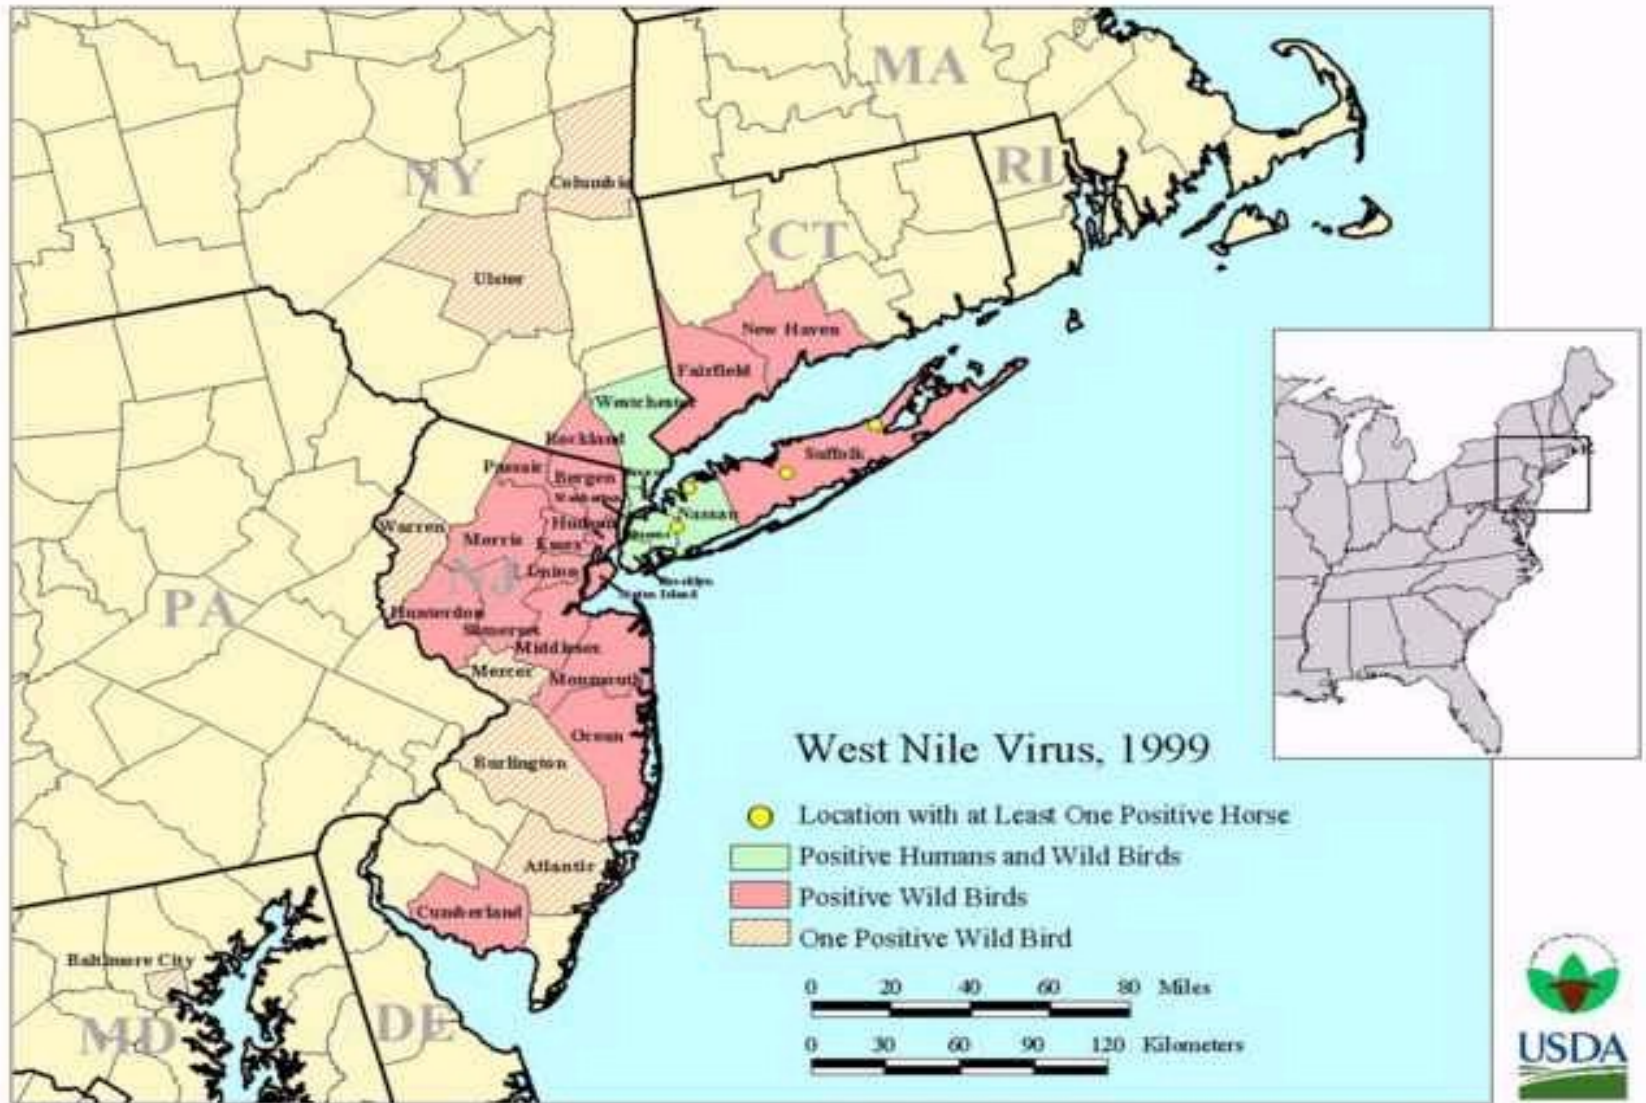 MA
NY
Columbia
RI
CT
Ulster
New Haven
Fairfield
Westchester
Rockland
Suffolk
Passaic
Bergen
Nassau
Hudson
Warren
Morris
Essex
NJ
Union
Brooklyn
Staten Island
PA
Hunterdon
Somerset
Middlesex
Mercer
Monmouth
Ocean
Burlington
Atlantic
Cumberland
Baltimore City
MD
DE
West Nile Virus, 1999
Location with at Least One Positive Horse
Positive Humans and Wild Birds
Positive Wild Birds
One Positive Wild Bird
0 20 40 60 80 Miles
0 30 60 90 120 Kilometers
USDA